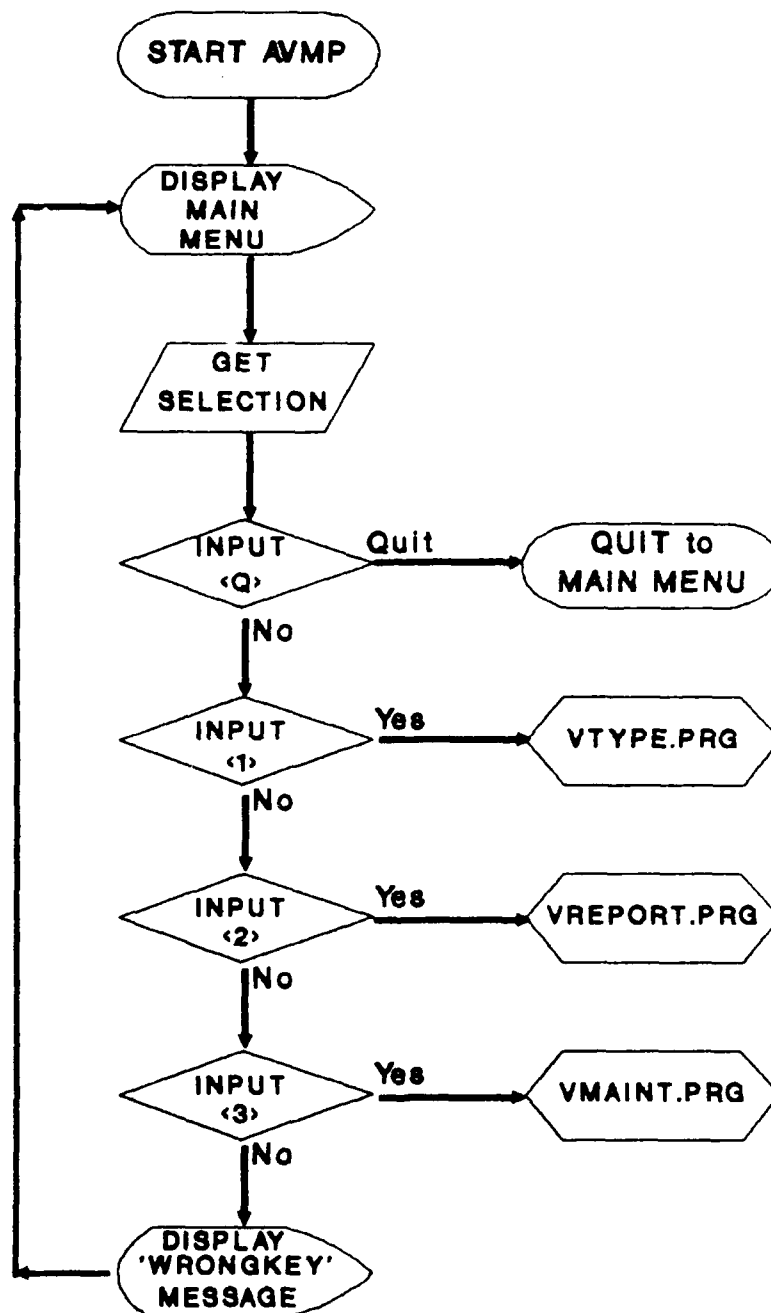 START AVMP
DISPLAY
MAIN
MENU
GET
SELECTION
INPUT
<Q>
Quit
QUIT to
MAIN MENU
No
INPUT
<1>
Yes
VTYPE.PRG
No
INPUT
<2>
Yes
VREPORT.PRG
No
INPUT
<3>
Yes
VMAINT.PRG
No
DISPLAY
'WRONGKEY'
MESSAGE